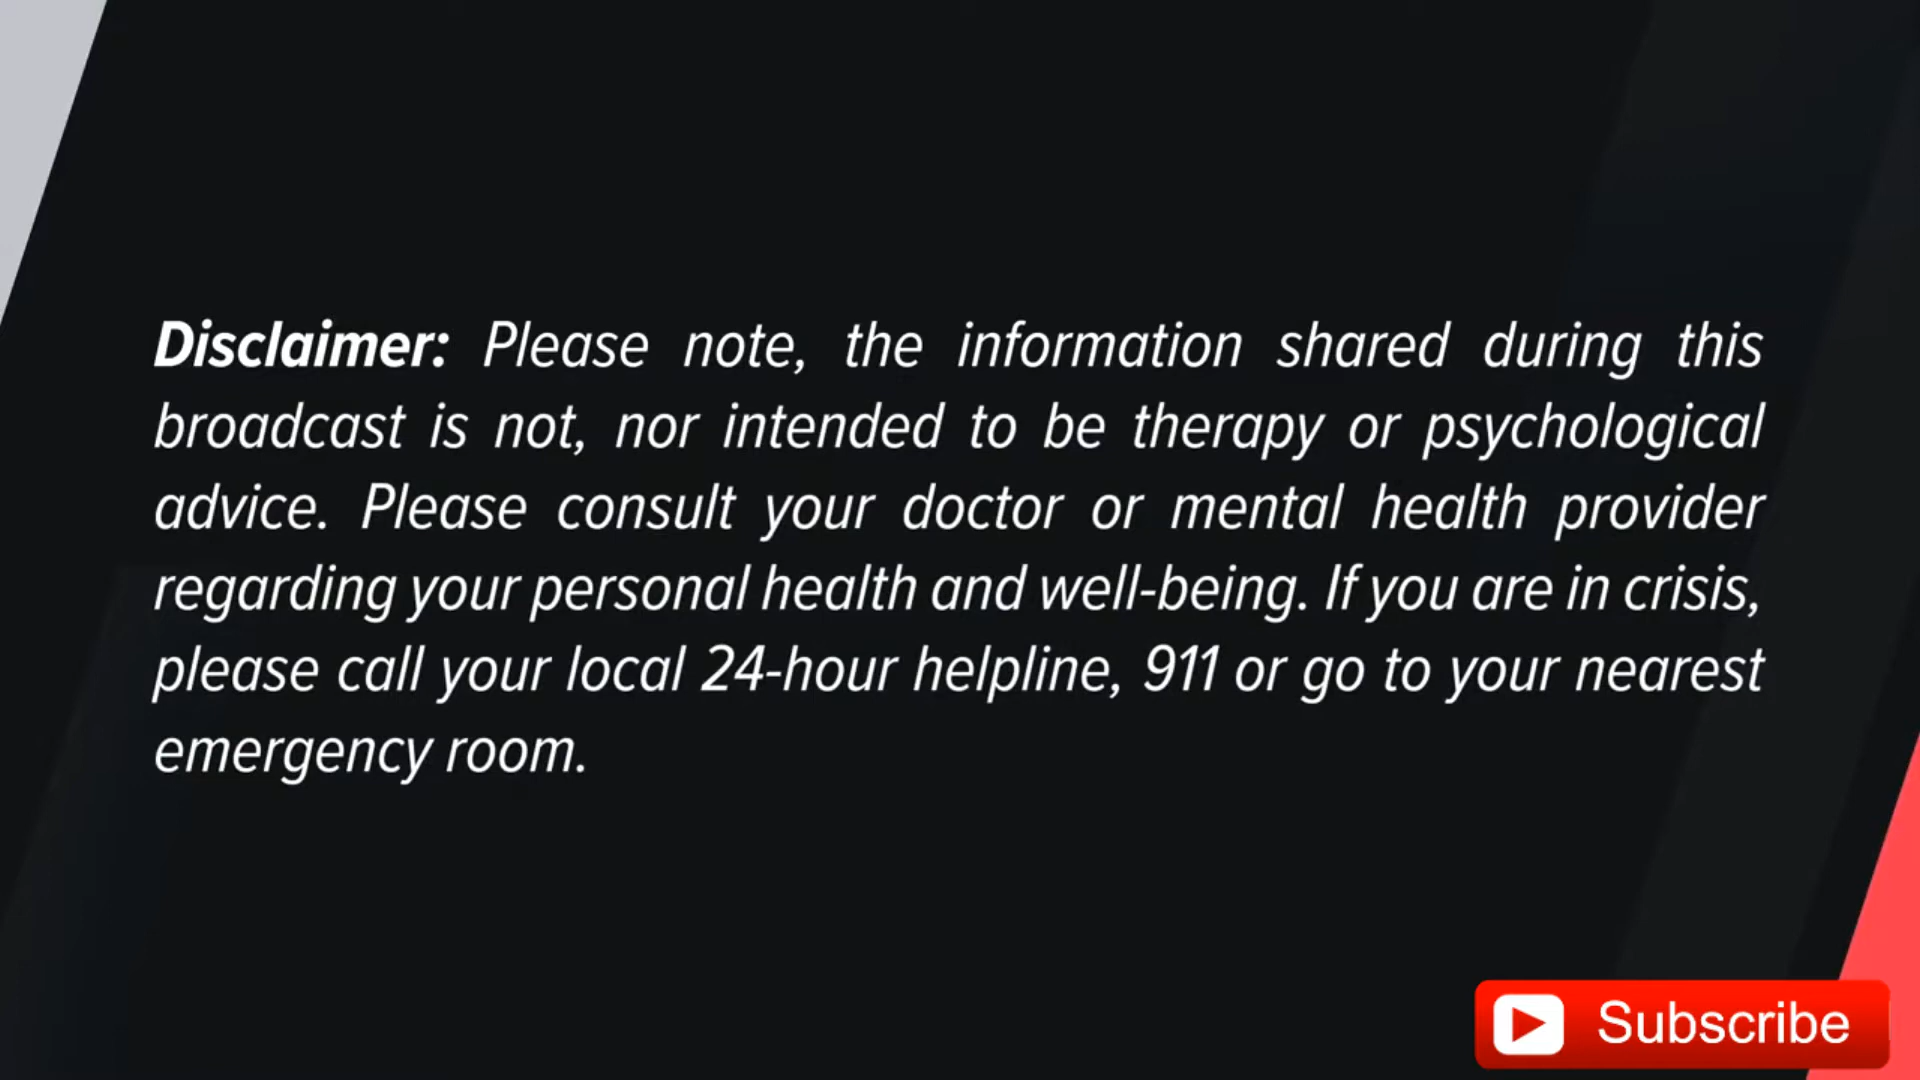 Disclaimer: Please note, the information shared during this
broadcast is not, nor intended to be therapy or psychological
advice. Please consult your doctor or mental health provider
regarding your personal health and well-being. If you are in crisis,
please call your local 24-hour helpline, 911 or go to your nearest
emergency room.
Subscribe